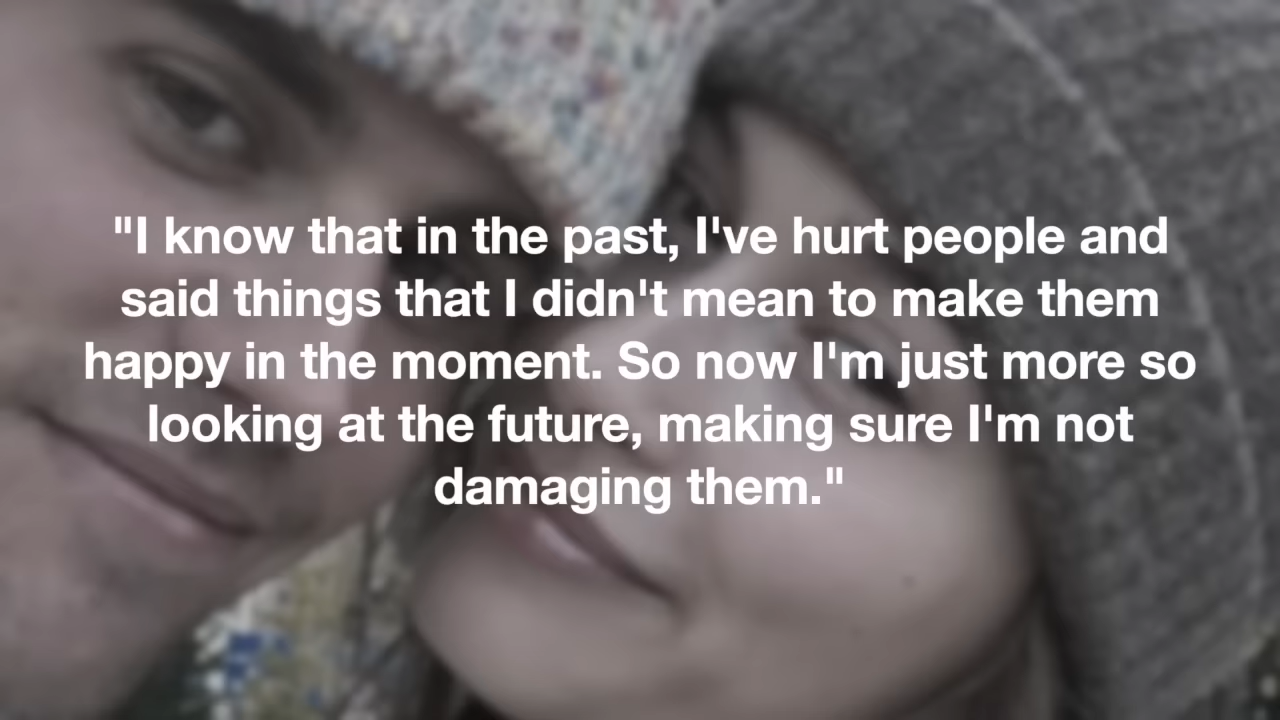 "I know that in the past, I've hurt people and
said things that I didn't mean to make them
happy in the moment. So now I'm just more so
looking at the future, making sure I'm not
damaging them."